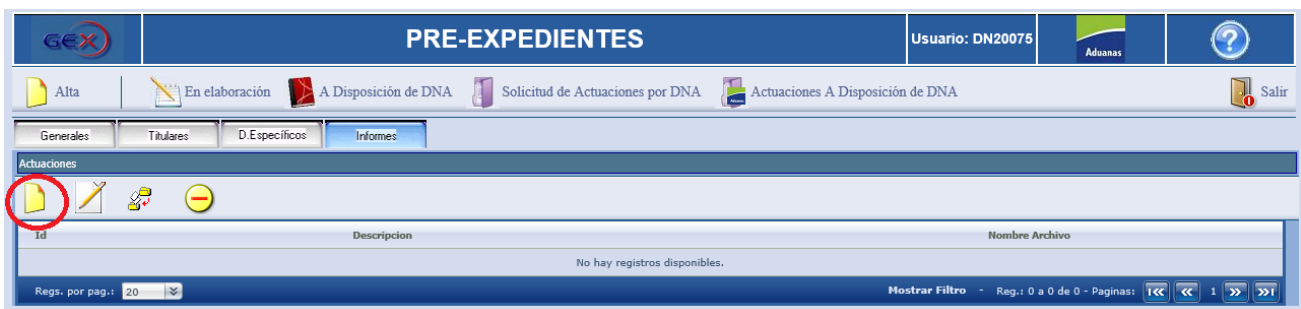 GEX PRE-EXPEDIENTES Usuario: DN20075 Aduanas ?
Alta En elaboración A Disposición de DNA Solicitud de Actuaciones por DNA Actuaciones A Disposición de DNA Salir
Generales Titulares D.Específicos Informes
Actuaciones
Id Descripcion Nombre Archivo
No hay registros disponibles.
Regs. por pag.: 20 Mostrar Filtro - Reg.: 0 a 0 de 0 - Paginas: 1